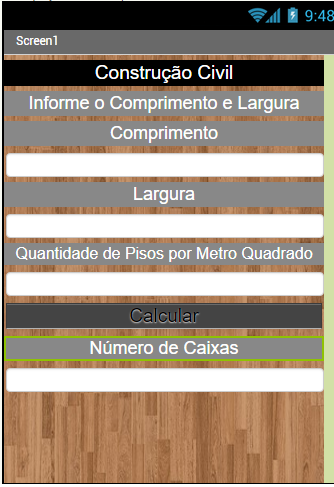 9:48
Screen1
Construção Civil
Informe o Comprimento e Largura
Comprimento
Largura
Quantidade de Pisos por Metro Quadrado
Calcular
Número de Caixas